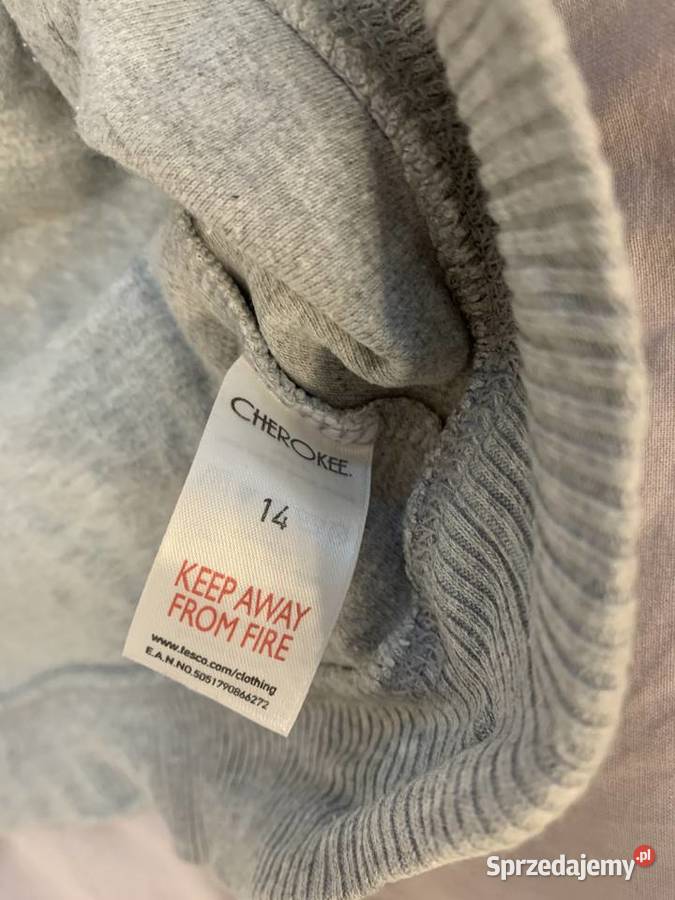 CHEROKEE.
14
KEEP AWAY
FROM FIRE
www.tesco.com/clothing
E.A.N.NO.5051790866272
Sprzedajemy.pl